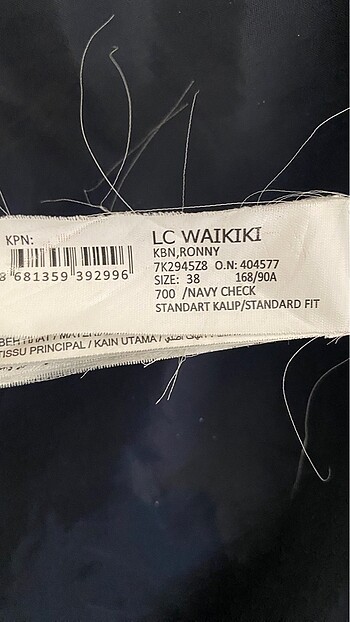 KPN:
8 681359 392996
LC WAIKIKI
KBN,RONNY
7K2945Z8 O.N: 404577
SIZE: 38 168/90A
700 /NAVY CHECK
STANDART KALIP/STANDARD FIT
TISSU PRINCIPAL / KAIN UTAMA /